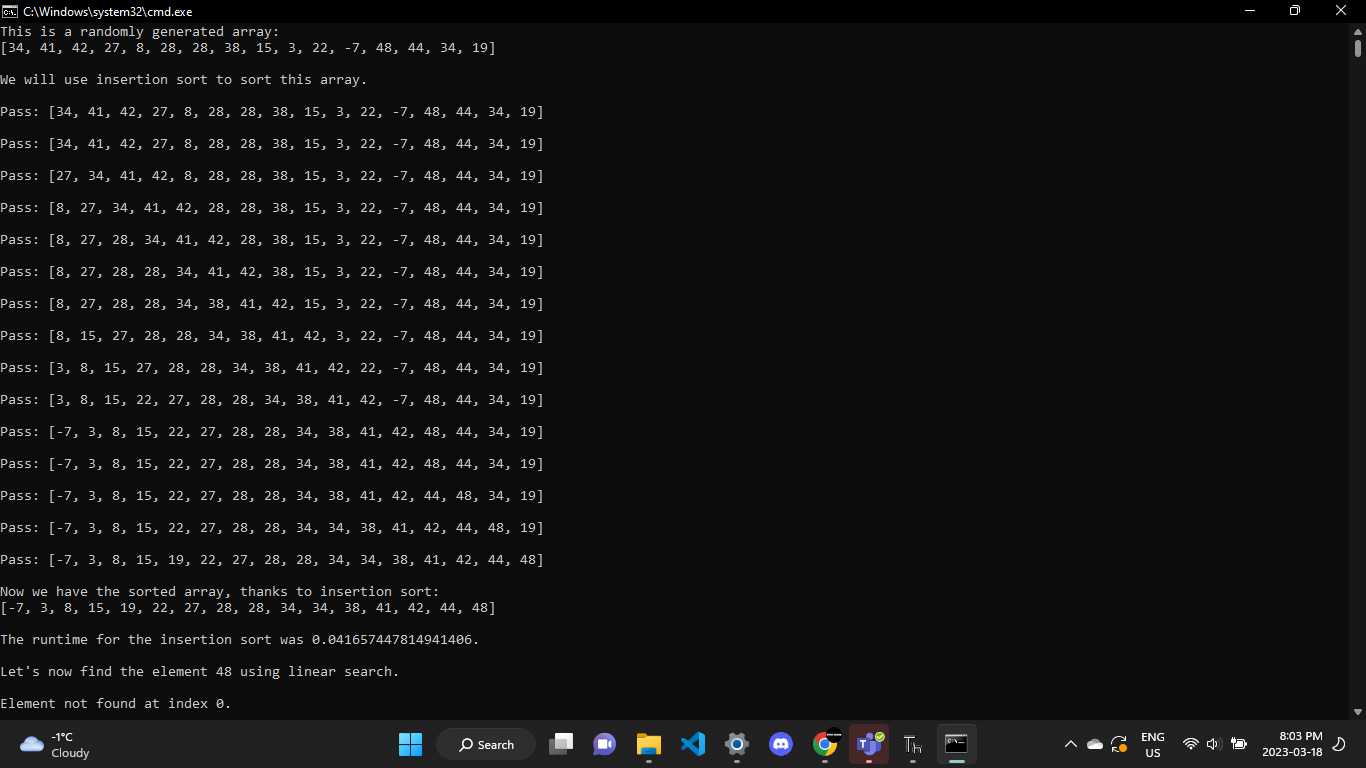 C:\Windows\system32\cmd.exe
This is a randomly generated array:
[34, 41, 42, 27, 8, 28, 28, 38, 15, 3, 22, -7, 48, 44, 34, 19]
We will use insertion sort to sort this array.
Pass: [34, 41, 42, 27, 8, 28, 28, 38, 15, 3, 22, -7, 48, 44, 34, 19]
Pass: [34, 41, 42, 27, 8, 28, 28, 38, 15, 3, 22, -7, 48, 44, 34, 19]
Pass: [27, 34, 41, 42, 8, 28, 28, 38, 15, 3, 22, -7, 48, 44, 34, 19]
Pass: [8, 27, 34, 41, 42, 28, 28, 38, 15, 3, 22, -7, 48, 44, 34, 19]
Pass: [8, 27, 28, 34, 41, 42, 28, 38, 15, 3, 22, -7, 48, 44, 34, 19]
Pass: [8, 27, 28, 28, 34, 41, 42, 38, 15, 3, 22, -7, 48, 44, 34, 19]
Pass: [8, 27, 28, 28, 34, 38, 41, 42, 15, 3, 22, -7, 48, 44, 34, 19]
Pass: [8, 15, 27, 28, 28, 34, 38, 41, 42, 3, 22, -7, 48, 44, 34, 19]
Pass: [3, 8, 15, 27, 28, 28, 34, 38, 41, 42, 22, -7, 48, 44, 34, 19]
Pass: [3, 8, 15, 22, 27, 28, 28, 34, 38, 41, 42, -7, 48, 44, 34, 19]
Pass: [-7, 3, 8, 15, 22, 27, 28, 28, 34, 38, 41, 42, 48, 44, 34, 19]
Pass: [-7, 3, 8, 15, 22, 27, 28, 28, 34, 38, 41, 42, 48, 44, 34, 19]
Pass: [-7, 3, 8, 15, 22, 27, 28, 28, 34, 38, 41, 42, 44, 48, 34, 19]
Pass: [-7, 3, 8, 15, 22, 27, 28, 28, 34, 34, 38, 41, 42, 44, 48, 19]
Pass: [-7, 3, 8, 15, 19, 22, 27, 28, 28, 34, 34, 38, 41, 42, 44, 48]
Now we have the sorted array, thanks to insertion sort:
[-7, 3, 8, 15, 19, 22, 27, 28, 28, 34, 34, 38, 41, 42, 44, 48]
The runtime for the insertion sort was 0.041657447814941406.
Let's now find the element 48 using linear search.
Element not found at index 0.
-1°C
Cloudy
Search
ENG
US
8:03 PM
2023-03-18